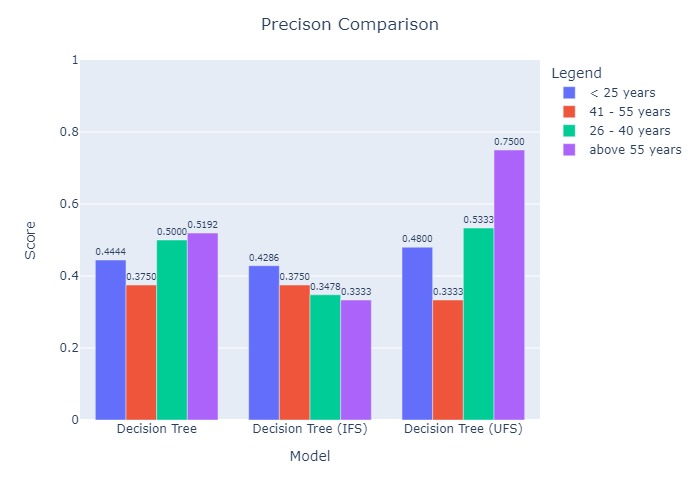 Precison Comparison
Legend
< 25 years
41 - 55 years
26 - 40 years
above 55 years
Score
1
0.8
0.6
0.4
0.2
0
0.4444
0.3750
0.5000
0.5192
0.4286
0.3750
0.3478
0.3333
0.4800
0.3333
0.5333
0.7500
Decision Tree
Decision Tree (IFS)
Decision Tree (UFS)
Model